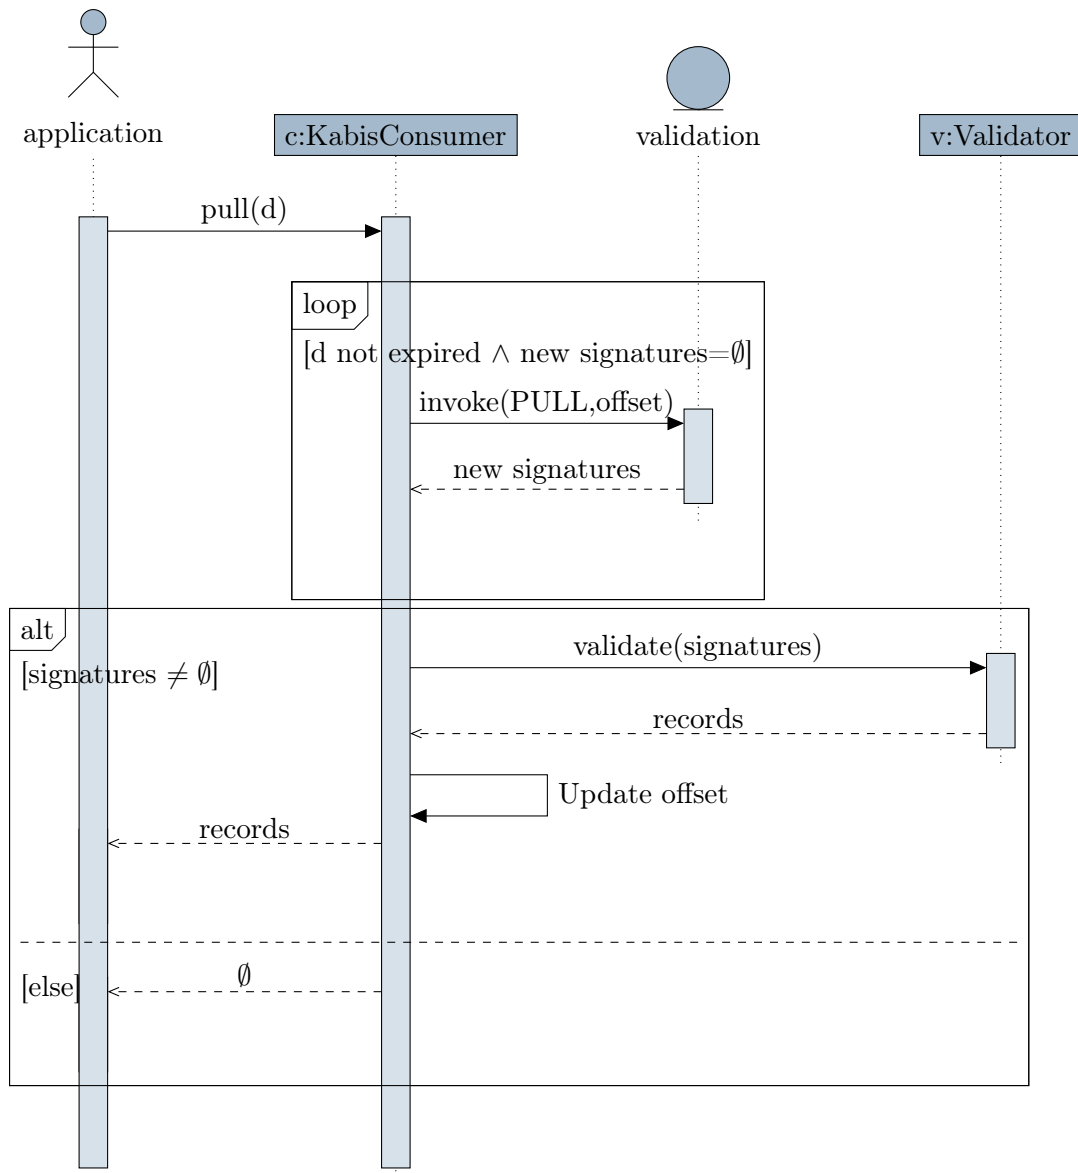 application
c:KabisConsumer
validation
v:Validator
pull(d)
loop
[d not expired ∧ new signatures=∅]
invoke(PULL,offset)
new signatures
alt
validate(signatures)
[signatures ≠ ∅]
records
Update offset
records
∅
[else]